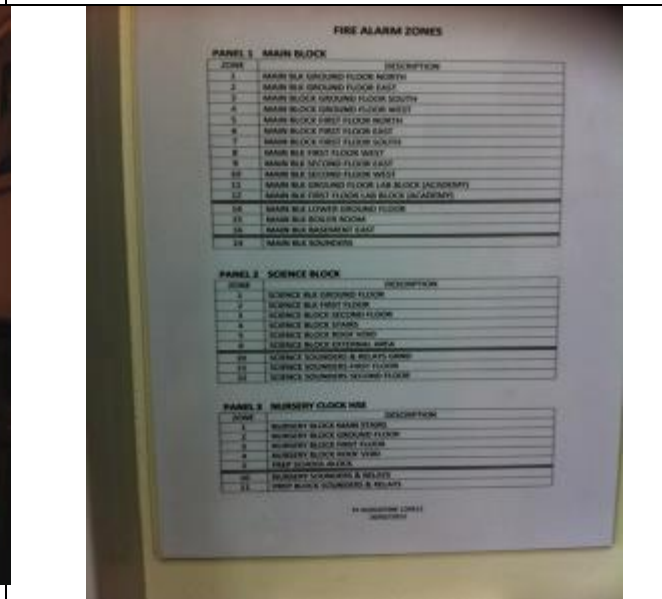 FIRE ALARM ZONES
PANEL 1 MAIN BLOCK
ZONE DESCRIPTION
1 MAIN BLK GROUND FLOOR NORTH
2 MAIN BLK GROUND FLOOR EAST
3 MAIN BLOCK GROUND FLOOR SOUTH
4 MAIN BLOCK GROUND FLOOR WEST
5 MAIN BLOCK FIRST FLOOR NORTH
6 MAIN BLOCK FIRST FLOOR EAST
7 MAIN BLOCK FIRST FLOOR SOUTH
8 MAIN BLK FIRST FLOOR WEST
9 MAIN BLK SECOND FLOOR EAST
10 MAIN BLK SECOND FLOOR WEST
11 MAIN BLK GROUND FLOOR LAB BLOCK (ACADEMY)
12 MAIN BLK FIRST FLOOR LAB BLOCK (ACADEMY)
MAIN BLK LOWER GROUND FLOOR
15 MAIN BLK BOILER ROOM
16 MAIN BLK BASEMENT EAST
MAIN BLK SOUNDERS
PANEL 2 SCIENCE BLOCK
ZONE DESCRIPTION
1 SCIENCE BLK GROUND FLOOR
2 SCIENCE BLK FIRST FLOOR
3 SCIENCE BLOCK SECOND FLOOR
4 SCIENCE BLOCK STAIRS
5 SCIENCE BLOCK ROOF VOID
SCIENCE BLOCK EXTERNAL AREA
10 SCIENCE SOUNDERS & RELAYS GRND
11 SCIENCE SOUNDERS FIRST FLOOR
12 SCIENCE SOUNDERS SECOND FLOOR
PANEL 3 NURSERY CLOCK HSE
ZONE DESCRIPTION
1 NURSERY BLOCK MAIN STAIRS
2 NURSERY BLOCK GROUND FLOOR
3 NURSERY BLOCK FIRST FLOOR
4 NURSERY BLOCK ROOF VOID
5 PREP SCHOOL BLOCK
10 NURSERY SOUNDERS & RELAYS
11 PREP BLOCK SOUNDERS & RELAYS